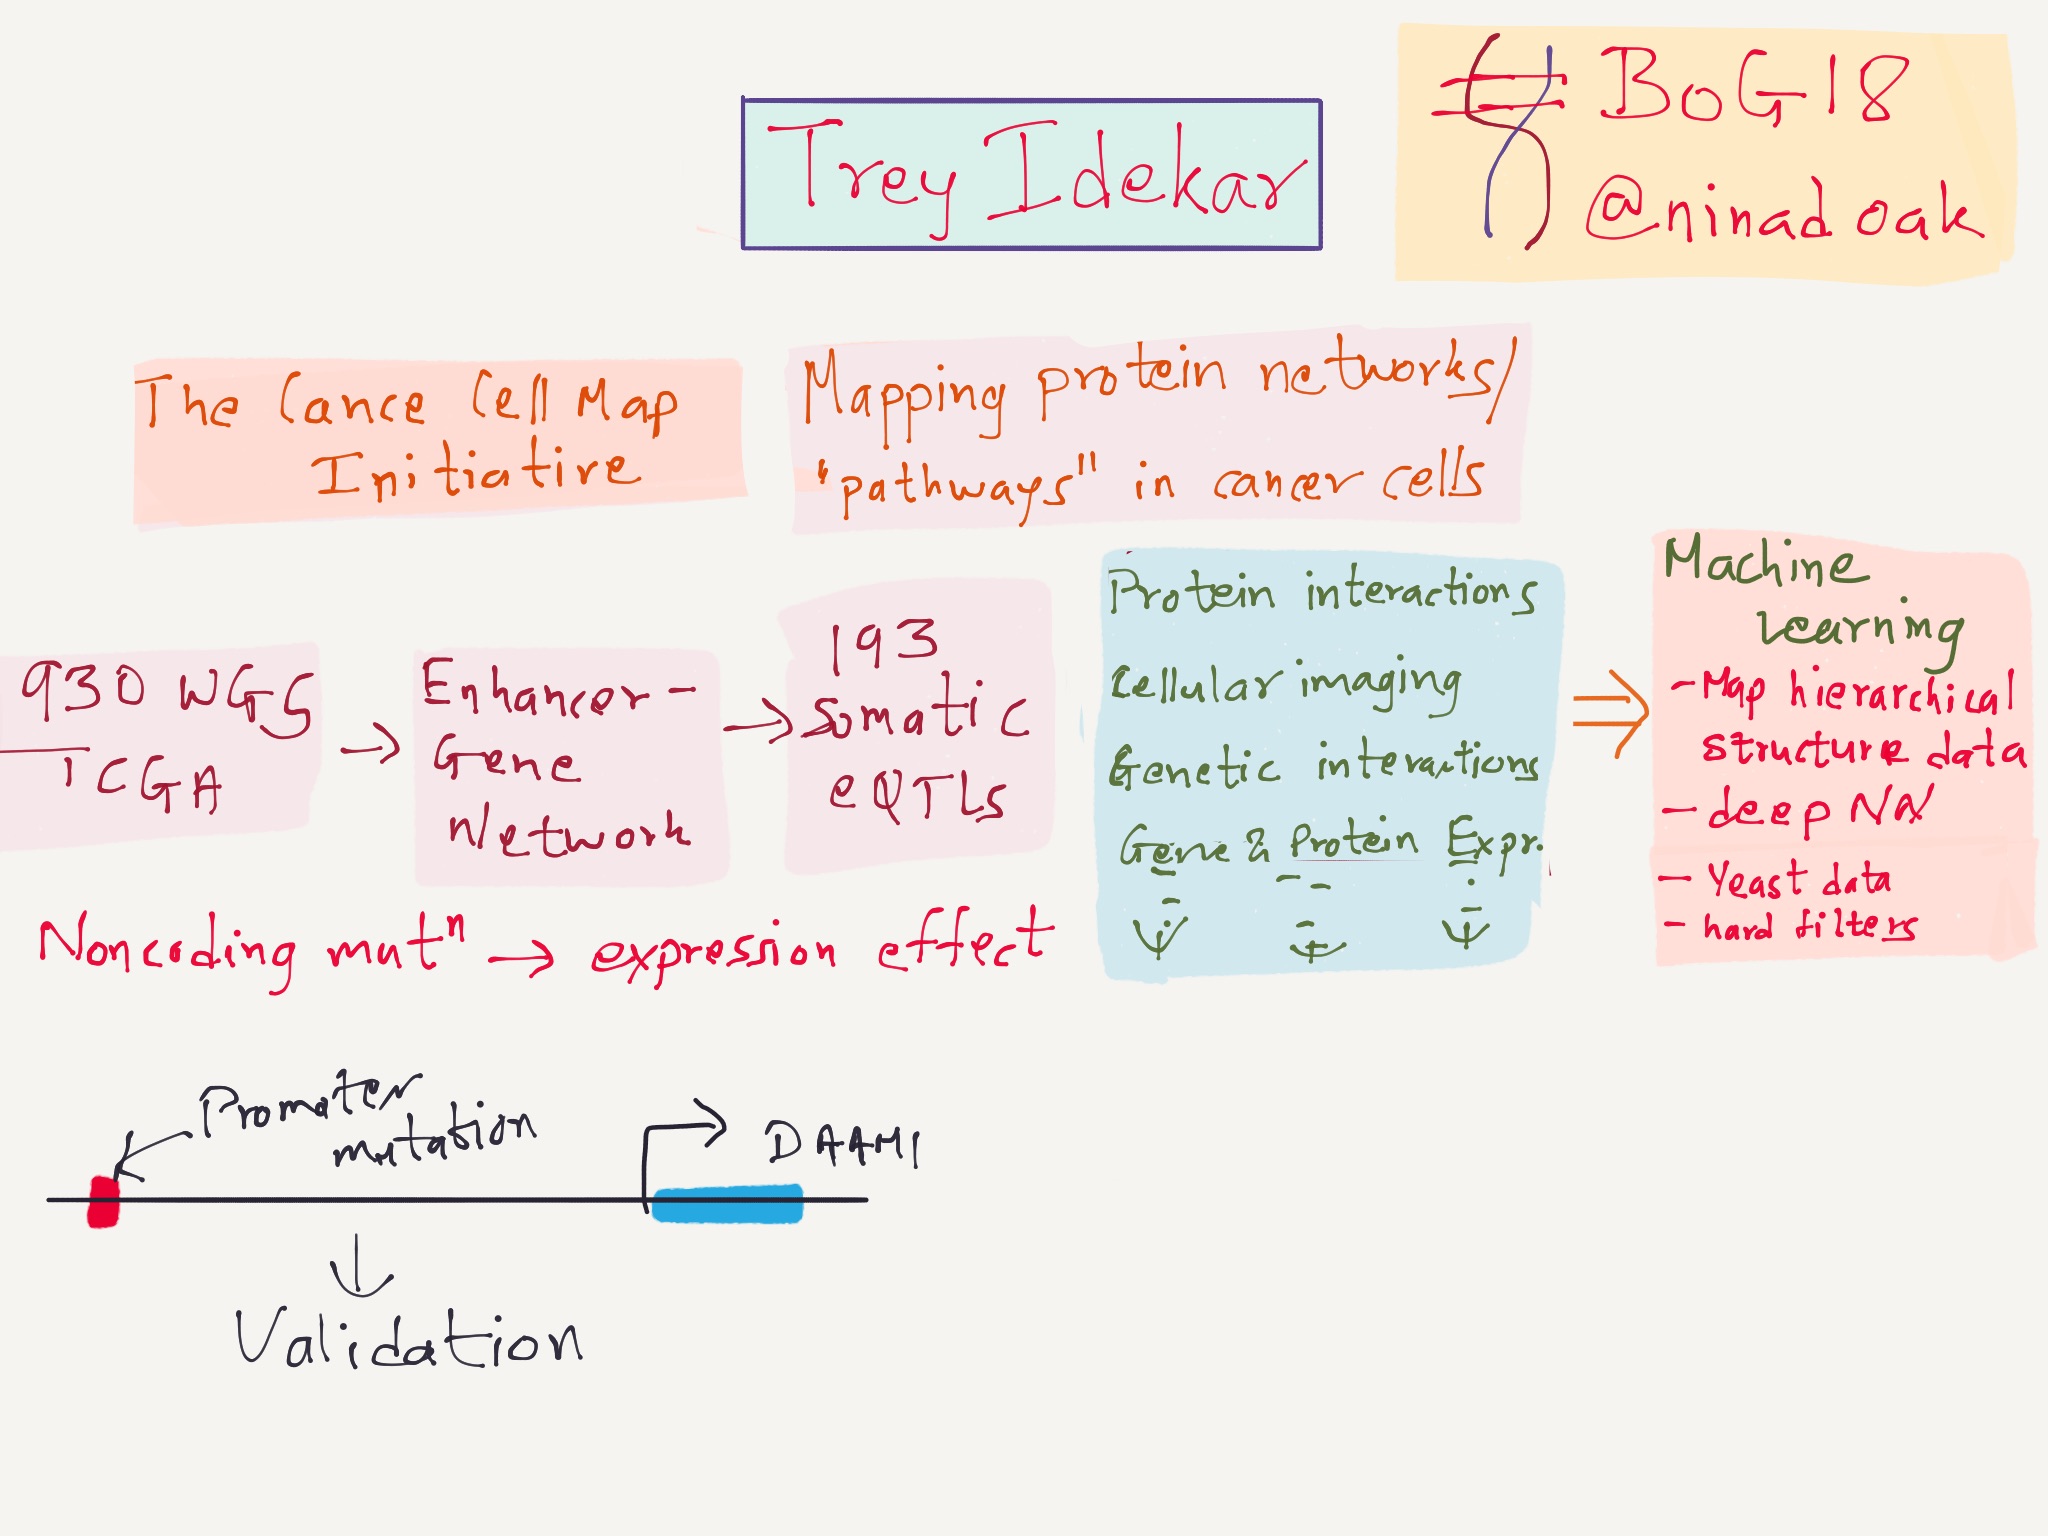 Trey Idekar
# BoG18
@ninadoak
The Cance Cell Map
Initiative
Mapping protein networks/
"pathways" in cancer cells
930 WGS
TCGA
→
Enhancer-
Gene
Network
→
193
somatic
eQTLs
Noncoding mutⁿ → expression effect
Protein interactions
Cellular imaging
Genetic interactions
Gene & Protein Expr.
⇒
Machine
Learning
- Map hierarchical
structure data
- deep NN
- Yeast data
- hard filters
Promoter
mutation
DAAM1
Validation